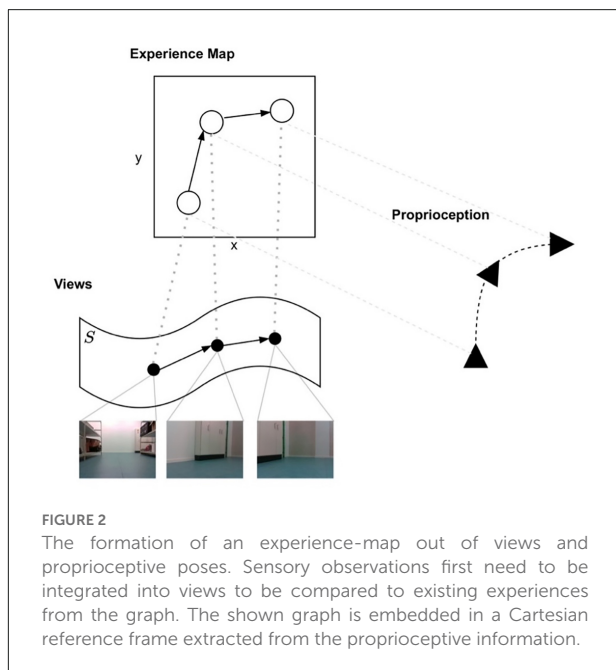 Experience Map
y
x
Proprioception
Views
S
FIGURE 2
The formation of an experience-map out of views and
proprioceptive poses. Sensory observations first need to be
integrated into views to be compared to existing experiences
from the graph. The shown graph is embedded in a Cartesian
reference frame extracted from the proprioceptive information.